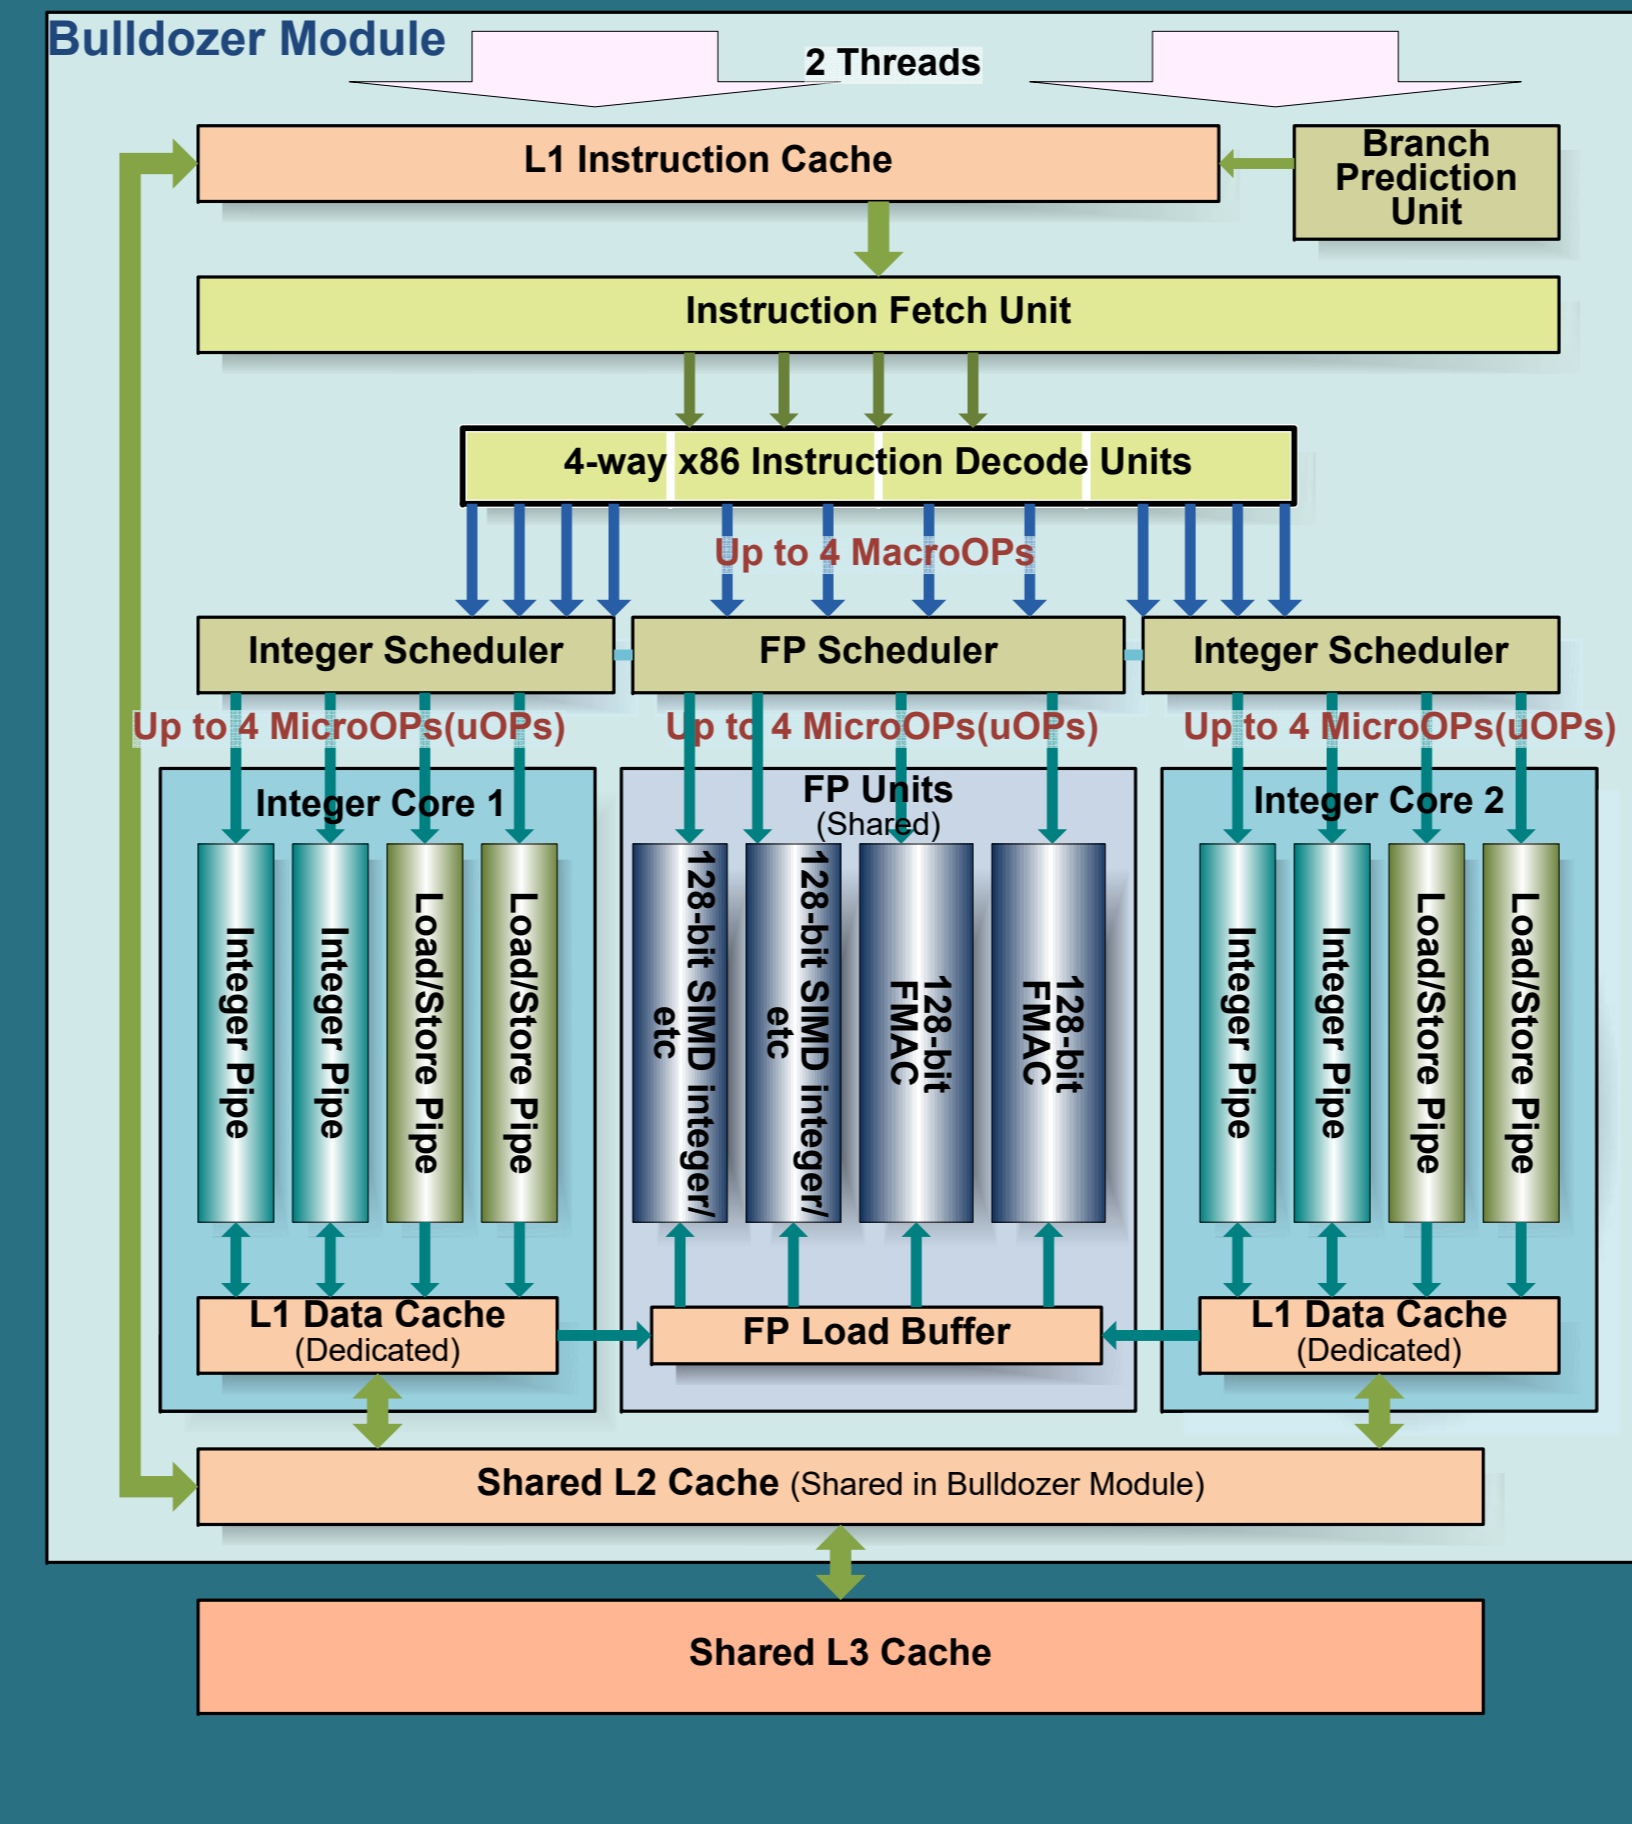 Bulldozer Module
2 Threads
L1 Instruction Cache
Branch
Prediction
Unit
Instruction Fetch Unit
4-way x86 Instruction Decode Units
Up to 4 MacroOPs
Integer Scheduler
FP Scheduler
Integer Scheduler
Up to 4 MicroOPs(uOPs)
Up to 4 MicroOPs(uOPs)
Up to 4 MicroOPs(uOPs)
Integer Core 1
FP Units
(Shared)
Integer Core 2
Integer Pipe
Integer Pipe
Load/Store Pipe
Load/Store Pipe
128-bit SIMD integer/
etc
128-bit SIMD integer/
etc
128-bit
FMAC
128-bit
FMAC
Integer Pipe
Integer Pipe
Load/Store Pipe
Load/Store Pipe
L1 Data Cache
(Dedicated)
FP Load Buffer
L1 Data Cache
(Dedicated)
Shared L2 Cache (Shared in Bulldozer Module)
Shared L3 Cache